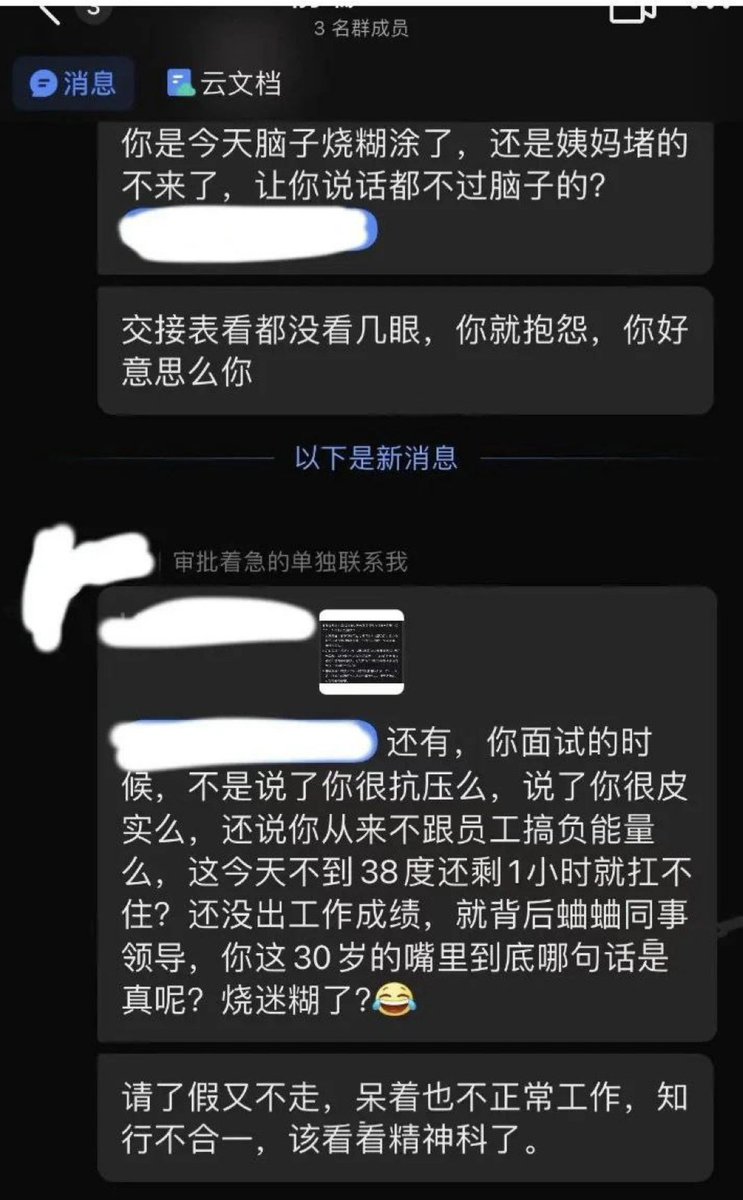 3 名群成员
消息
云文档
你是今天脑子烧糊涂了，还是姨妈堵的
不来了，让你说话都不过脑子的？
交接表看都没看几眼，你就抱怨，你好
意思么你
以下是新消息
审批着急的单独联系我
还有，你面试的时
候，不是说了你很抗压么，说了你很皮
实么，还说你从来不跟员工搞负能量
么，这今天不到38度还剩1小时就扛不
住？还没出工作成绩，就背后蛐蛐同事
领导，你这30岁的嘴里到底哪句话是
真呢？烧迷糊了?😂
请了假又不走，呆着也不正常工作，知
行不合一，该看看精神科了。